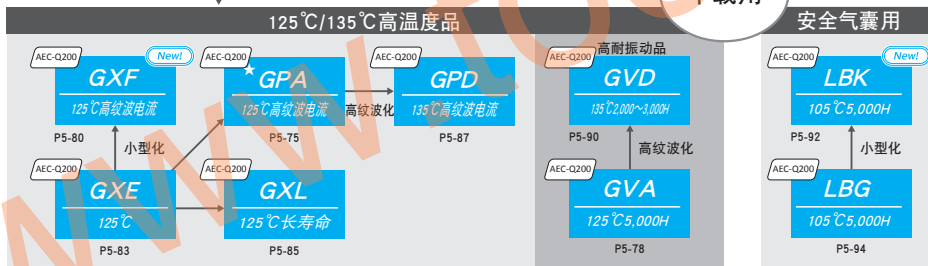 车载用
125℃/135℃高温度品
安全气囊用
AEC-Q200
New!
GXF
125℃高纹波电流
P5-80
AEC-Q200
★
GPA
125℃高纹波电流
P5-75
高纹波化
AEC-Q200
GPD
135℃高纹波电流
P5-87
小型化
AEC-Q200
GXE
125℃
P5-83
AEC-Q200
GXL
125℃长寿命
P5-85
高耐振动品
AEC-Q200
GVD
135℃2,000～3,000H
P5-90
高纹波化
AEC-Q200
GVA
125℃5,000H
P5-78
AEC-Q200
New!
LBK
105℃5,000H
P5-92
小型化
AEC-Q200
LBG
105℃5,000H
P5-94
www.to